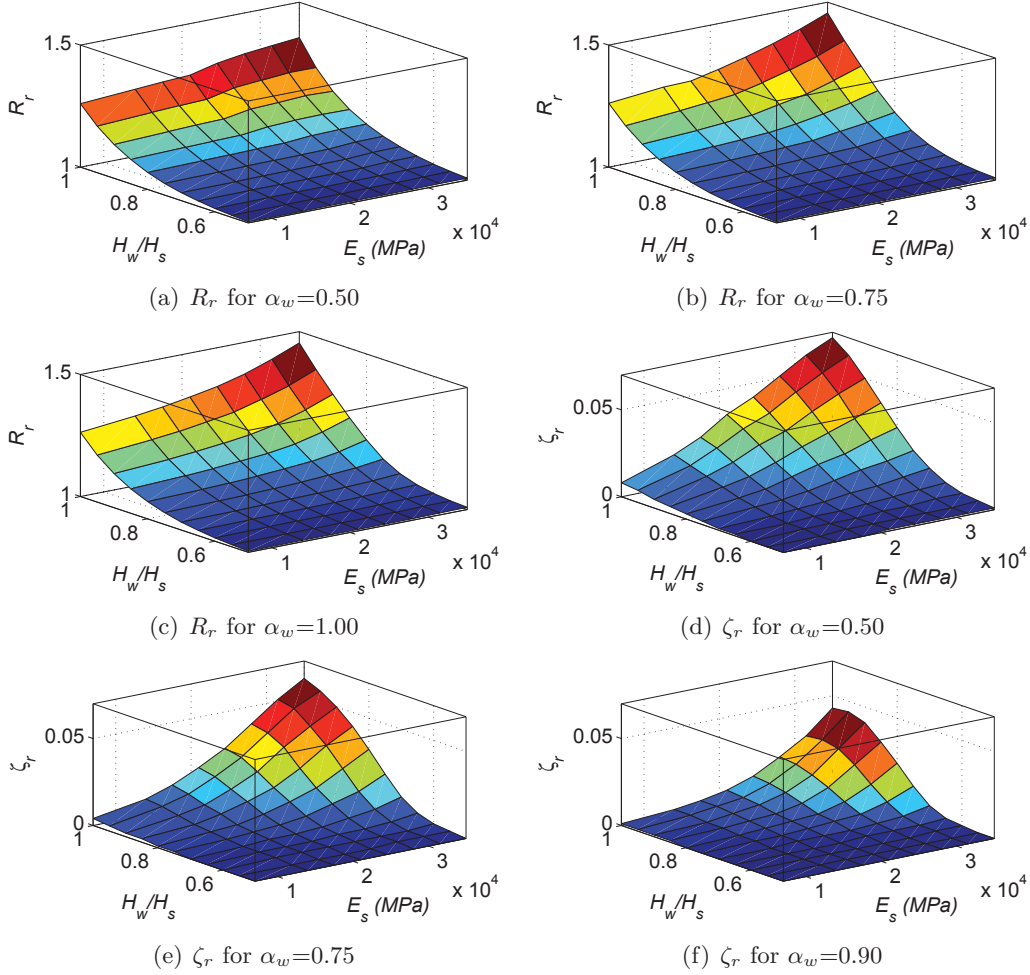 1.5
R_r
1
1
0.8
0.6
H_w/H_s
1
2
3
x 10^4
E_s (MPa)
(a) R_r for α_w=0.50
1.5
R_r
1
1
0.8
0.6
H_w/H_s
1
2
3
x 10^4
E_s (MPa)
(b) R_r for α_w=0.75
1.5
R_r
1
1
0.8
0.6
H_w/H_s
1
2
3
x 10^4
E_s (MPa)
(c) R_r for α_w=1.00
0.05
ζ_r
0
1
0.8
0.6
H_w/H_s
1
2
3
x 10^4
E_s (MPa)
(d) ζ_r for α_w=0.50
0.05
ζ_r
0
1
0.8
0.6
H_w/H_s
1
2
3
x 10^4
E_s (MPa)
(e) ζ_r for α_w=0.75
0.05
ζ_r
0
1
0.8
0.6
H_w/H_s
1
2
3
x 10^4
E_s (MPa)
(f) ζ_r for α_w=0.90